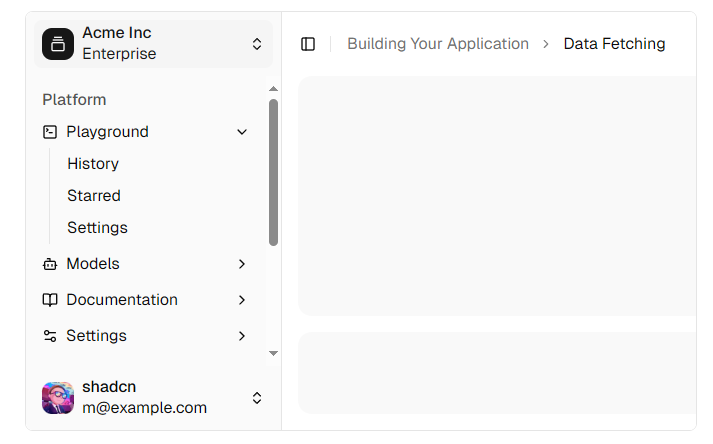 Acme Inc
Enterprise
Platform
Playground
History
Starred
Settings
Models
Documentation
Settings
shadcn
m@example.com
Building Your Application
Data Fetching